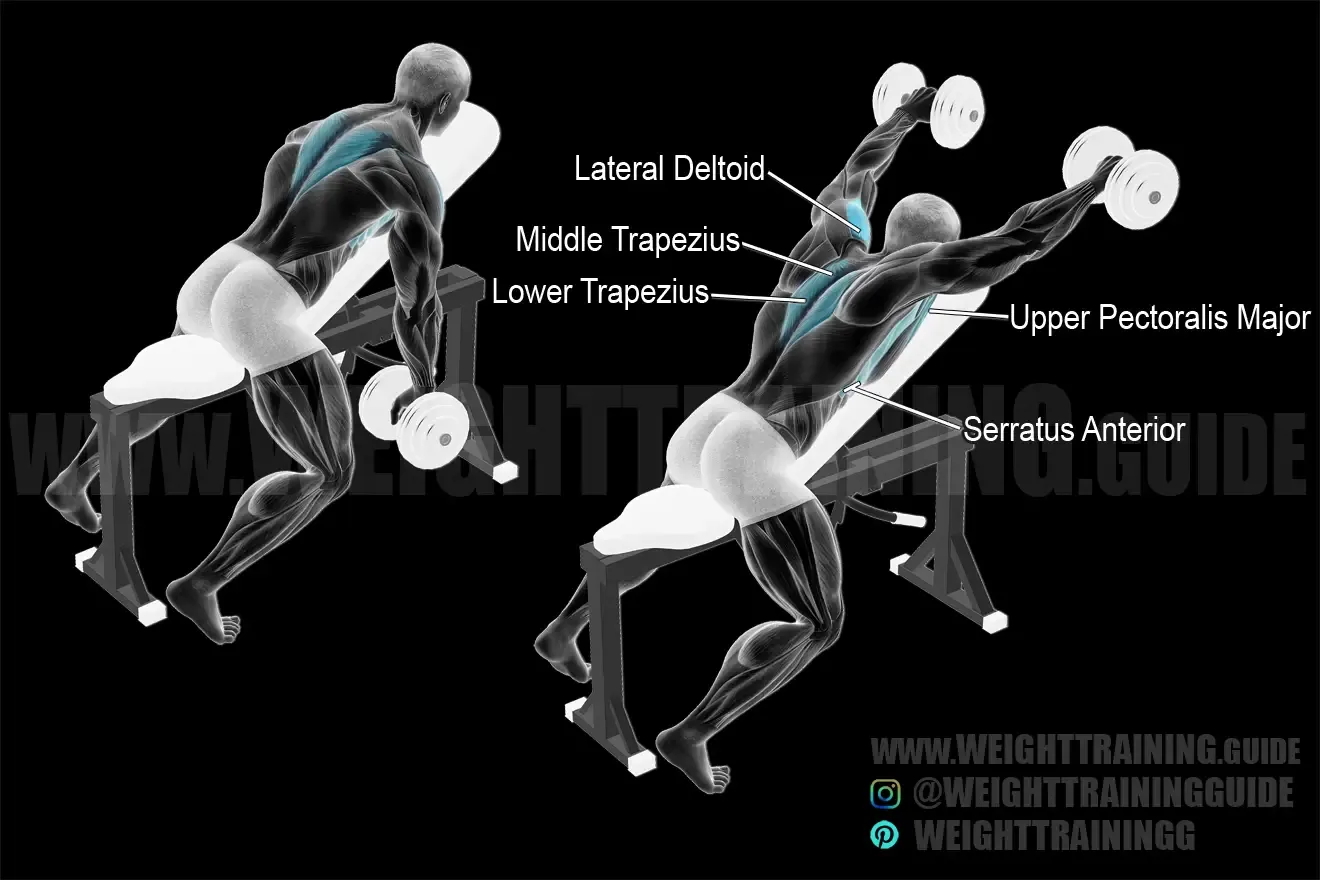 Lateral Deltoid
Middle Trapezius
Lower Trapezius
Upper Pectoralis Major
Serratus Anterior
WWW.WEIGHTTRAINING.GUIDE
WWW.WEIGHTTRAINING.GUIDE
@WEIGHTTRAININGGUIDE
WEIGHTTRAININGG